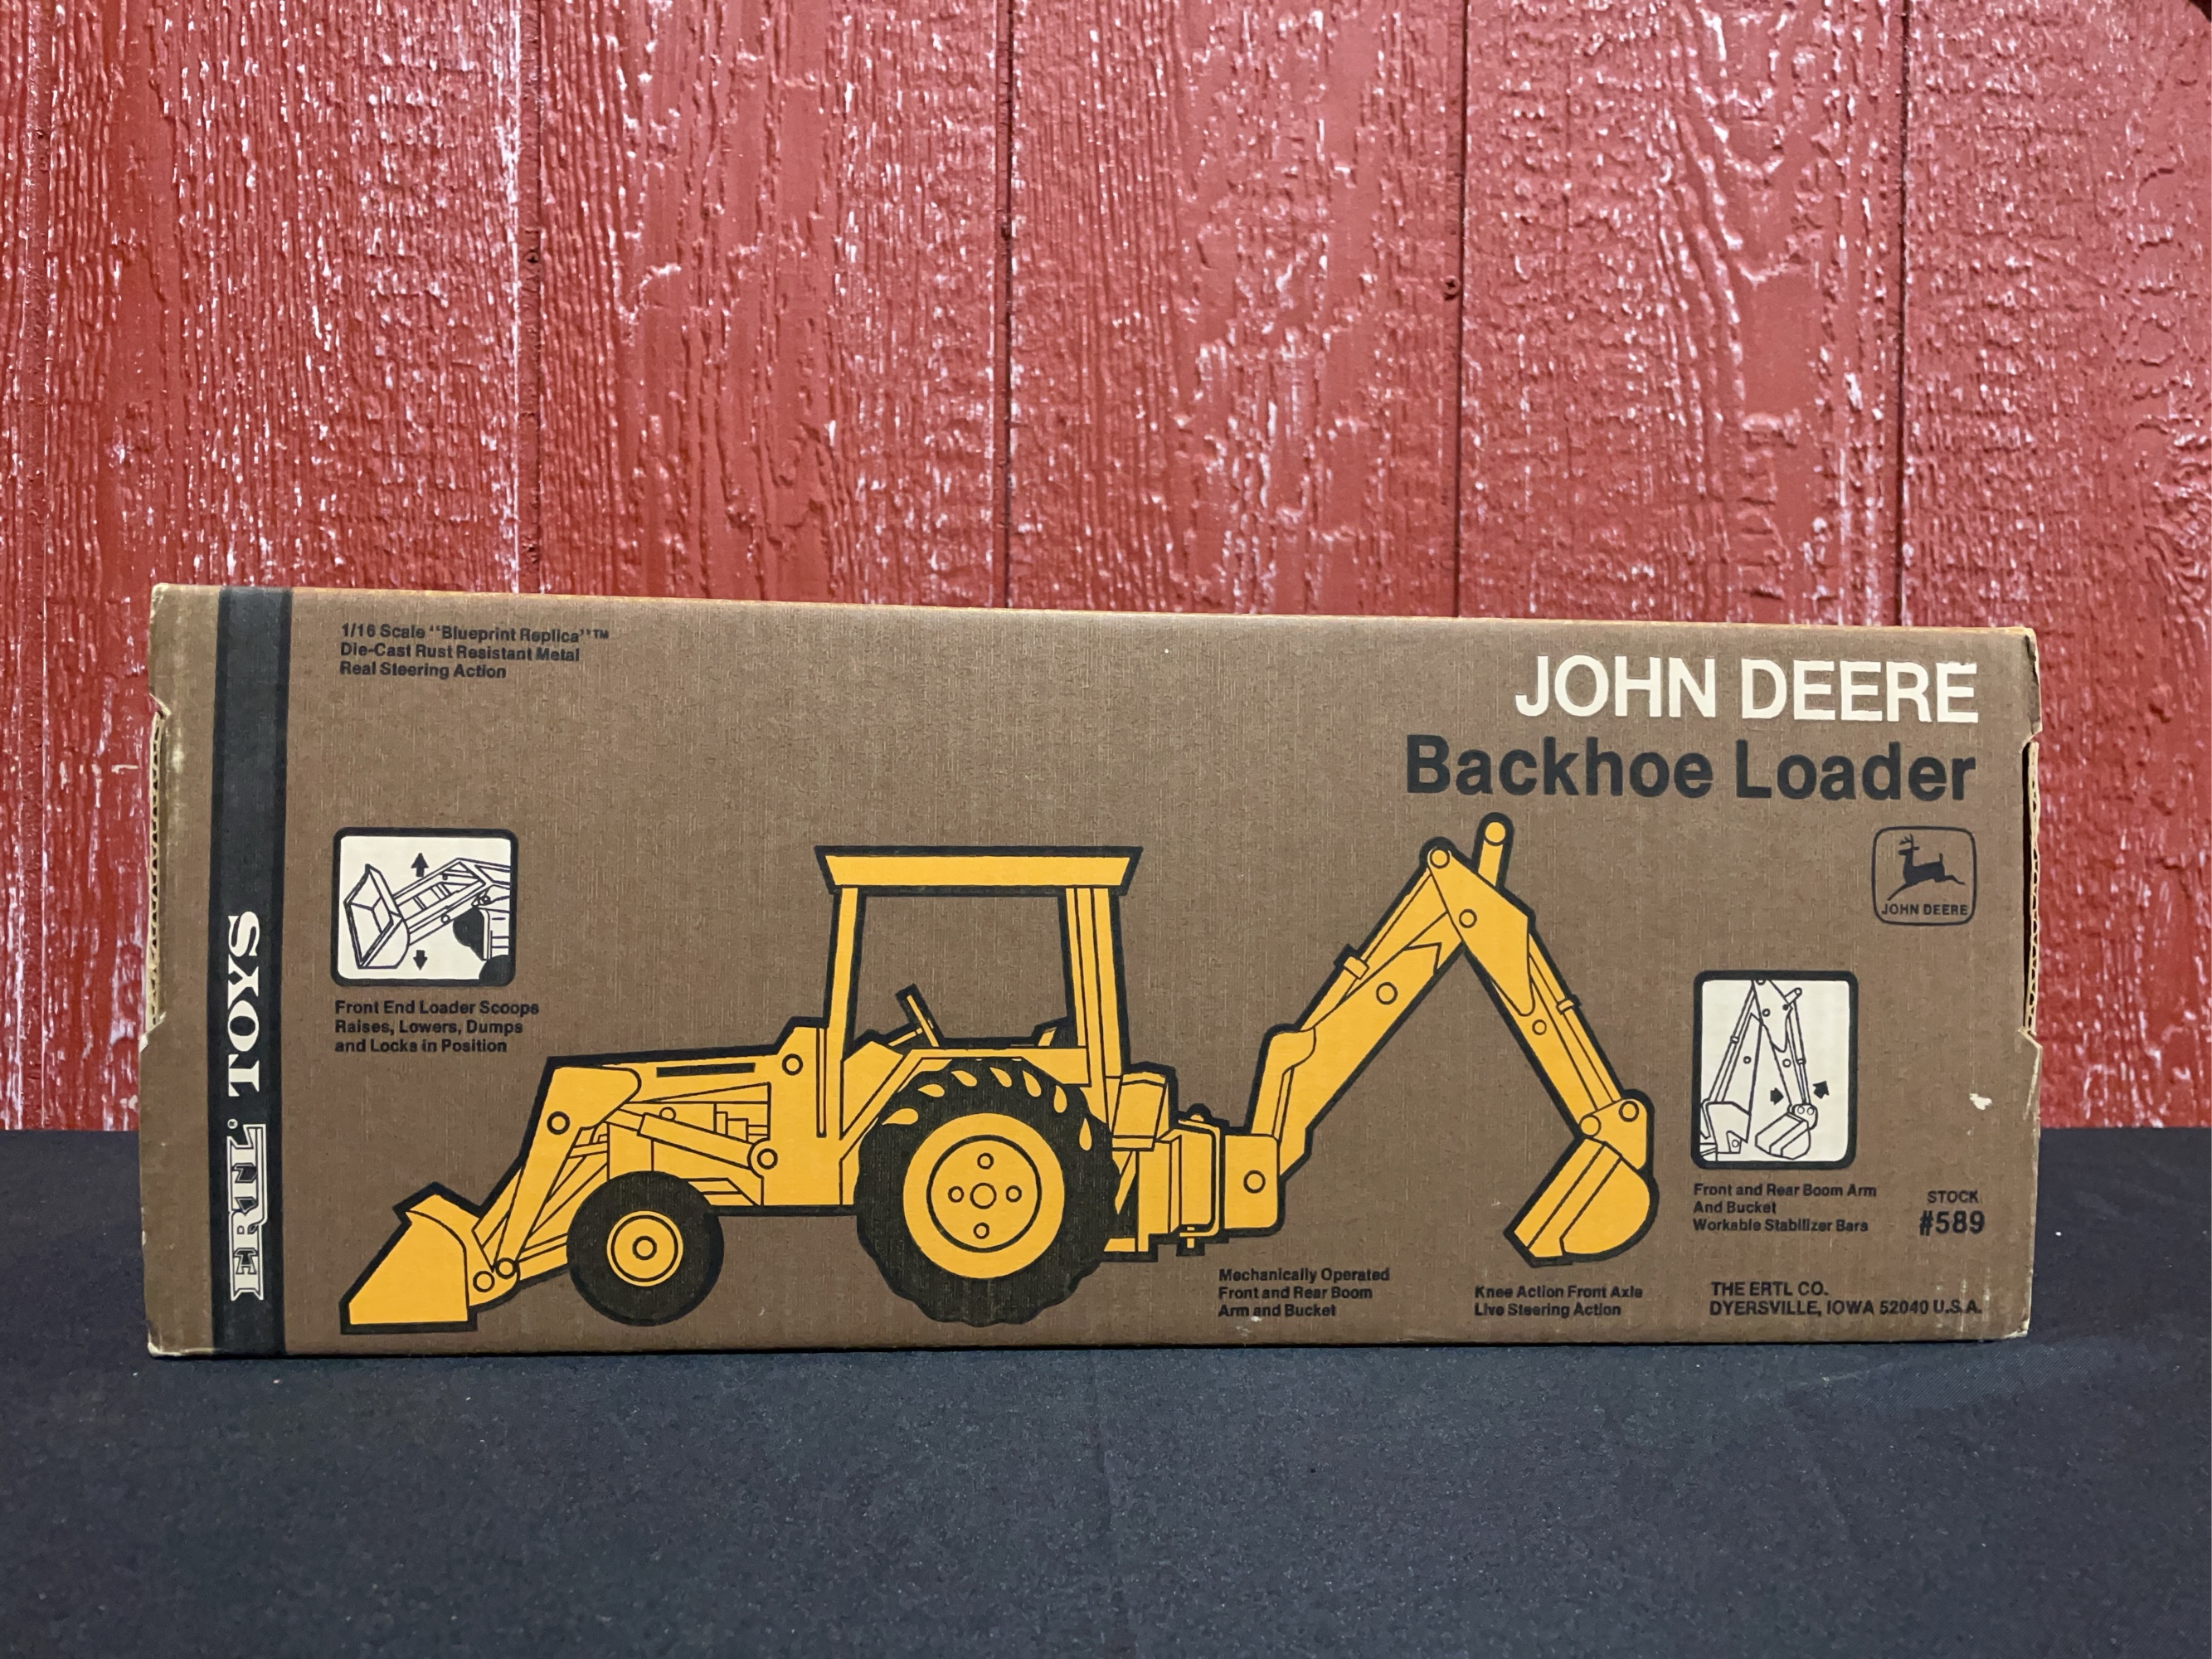 1/16 Scale "Blueprint Replica"™
Die-Cast Rust Resistant Metal
Real Steering Action
JOHN DEERE
Backhoe Loader
JOHN DEERE
ERTL® TOYS
Front End Loader Scoops
Raises, Lowers, Dumps
and Locks in Position
Front and Rear Boom Arm
And Bucket
Workable Stabilizer Bars
STOCK
#589
Mechanically Operated
Front and Rear Boom
Arm and Bucket
Knee Action Front Axle
Live Steering Action
THE ERTL CO.
DYERSVILLE, IOWA 52040 U.S.A.